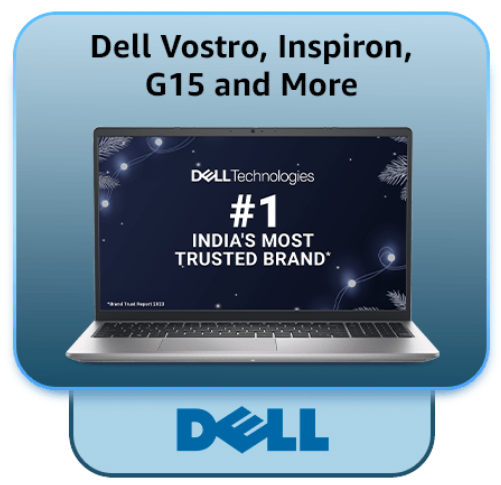 Dell Vostro, Inspiron,
G15 and More
DELLTechnologies
#1
INDIA'S MOST
TRUSTED BRAND*
*Brand Trust Report 2023
DELL